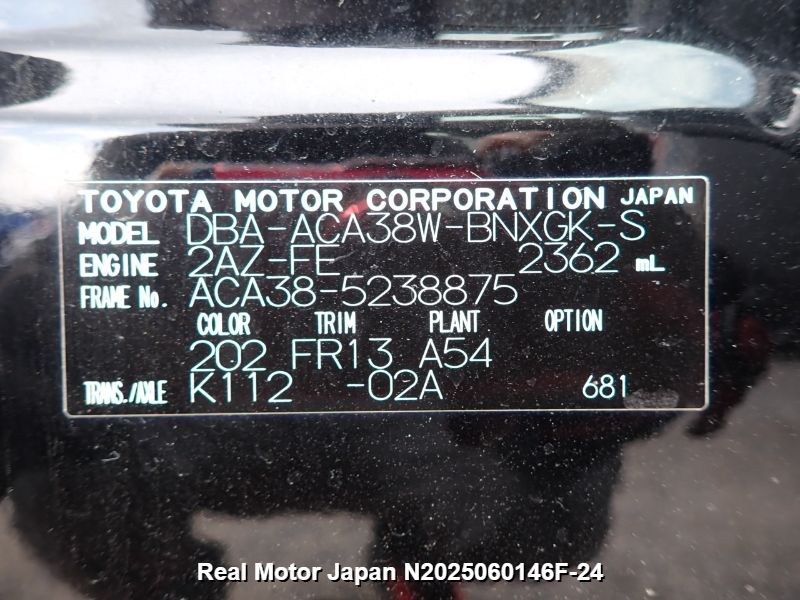 TOYOTA MOTOR CORPORATION JAPAN
MODEL DBA-ACA38W-BNXGK-S
ENGINE 2AZ-FE 2362 mL
FRAME No. ACA38-5238875
COLOR TRIM PLANT OPTION
202 FR13 A54
TRANS./AXLE K112 -02A 681
Real Motor Japan N2025060146F-24